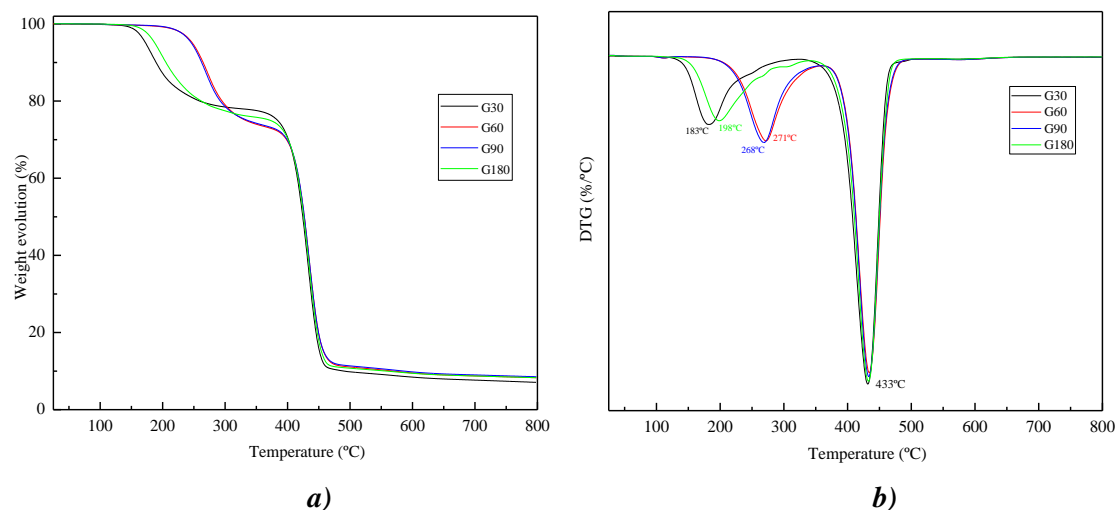 100
80
60
40
20
0
Weight evolution (%)
G30
G60
G90
G180
100 200 300 400 500 600 700 800
Temperature (ºC)
a)
DTG (%/ºC)
G30
G60
G90
G180
183ºC
198ºC
268ºC
271ºC
433ºC
100 200 300 400 500 600 700 800
Temperature (ºC)
b)